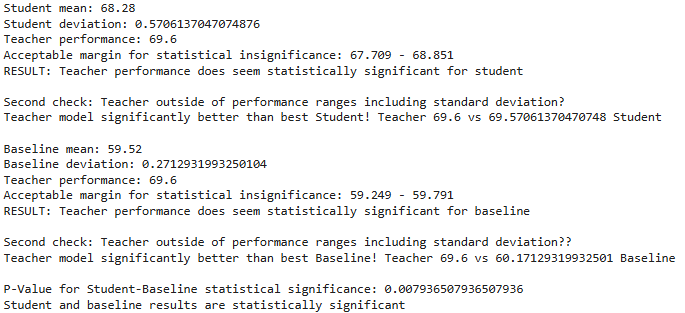 Student mean: 68.28
Student deviation: 0.5706137047074876
Teacher performance: 69.6
Acceptable margin for statistical insignificance: 67.709 - 68.851
RESULT: Teacher performance does seem statistically significant for student
Second check: Teacher outside of performance ranges including standard deviation?
Teacher model significantly better than best Student! Teacher 69.6 vs 69.57061370470748 Student
Baseline mean: 59.52
Baseline deviation: 0.2712931993250104
Teacher performance: 69.6
Acceptable margin for statistical insignificance: 59.249 - 59.791
RESULT: Teacher performance does seem statistically significant for baseline
Second check: Teacher outside of performance ranges including standard deviation??
Teacher model significantly better than best Baseline! Teacher 69.6 vs 60.17129319932501 Baseline
P-Value for Student-Baseline statistical significance: 0.007936507936507936
Student and baseline results are statistically significant